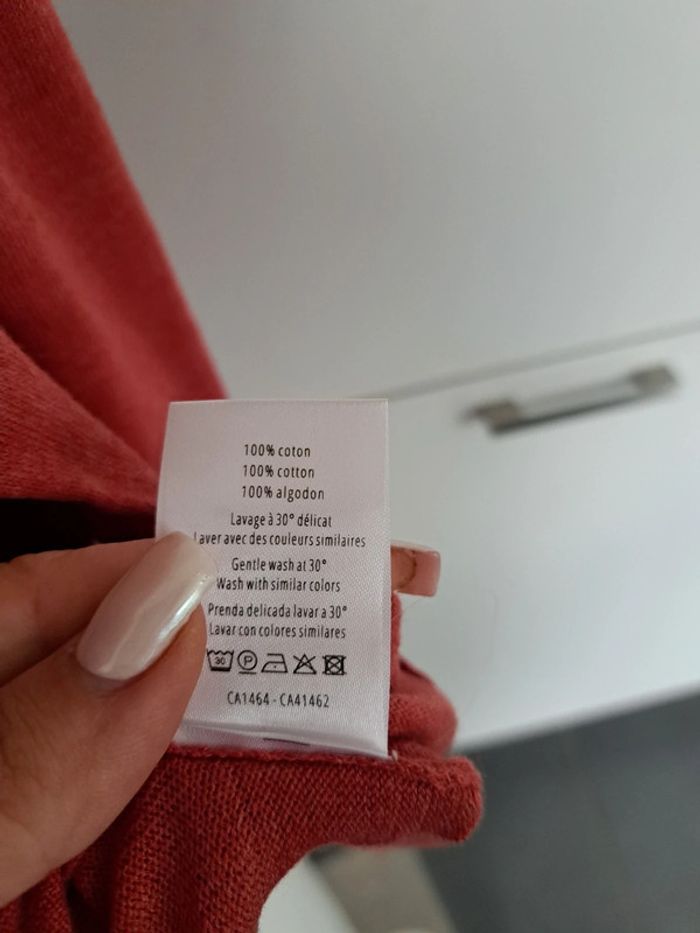 100% coton
100% cotton
100% algodon
Lavage à 30° délicat
Laver avec des couleurs similaires
Gentle wash at 30°
Wash with similar colors
Prenda delicada lavar a 30°
Lavar con colores similares
30 P
CA1464 - CA41462